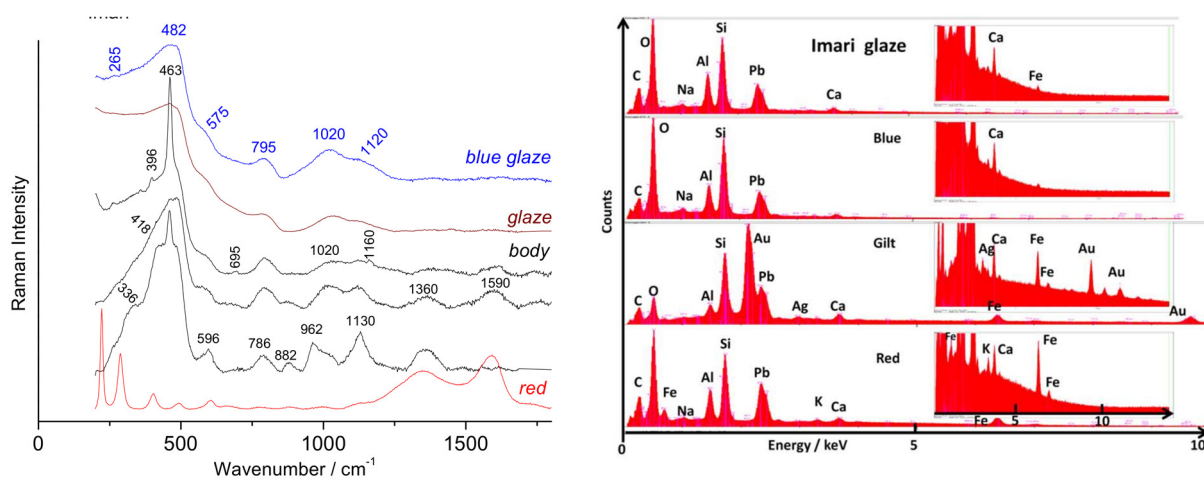 482
265
463
575
396
795
1020
1120
blue glaze
418
glaze
695
1020
1160
body
336
1360
1590
596
786
882
962
1130
red
0
500
1000
1500
Raman Intensity
Wavenumber / cm-1
Imari glaze
C
O
Na
Al
Si
Pb
Ca
Ca
Fe
Blue
C
O
Na
Al
Si
Pb
Ca
Gilt
C
O
Al
Si
Au
Pb
Ag
Ca
Fe
Au
Ag
Ca
Fe
Fe
Au
Au
Red
C
O
Fe
Na
Al
Si
Pb
K
Ca
Fe
Fe
K
Ca
Fe
Fe
5
10
Counts
0
Energy / keV
5
10